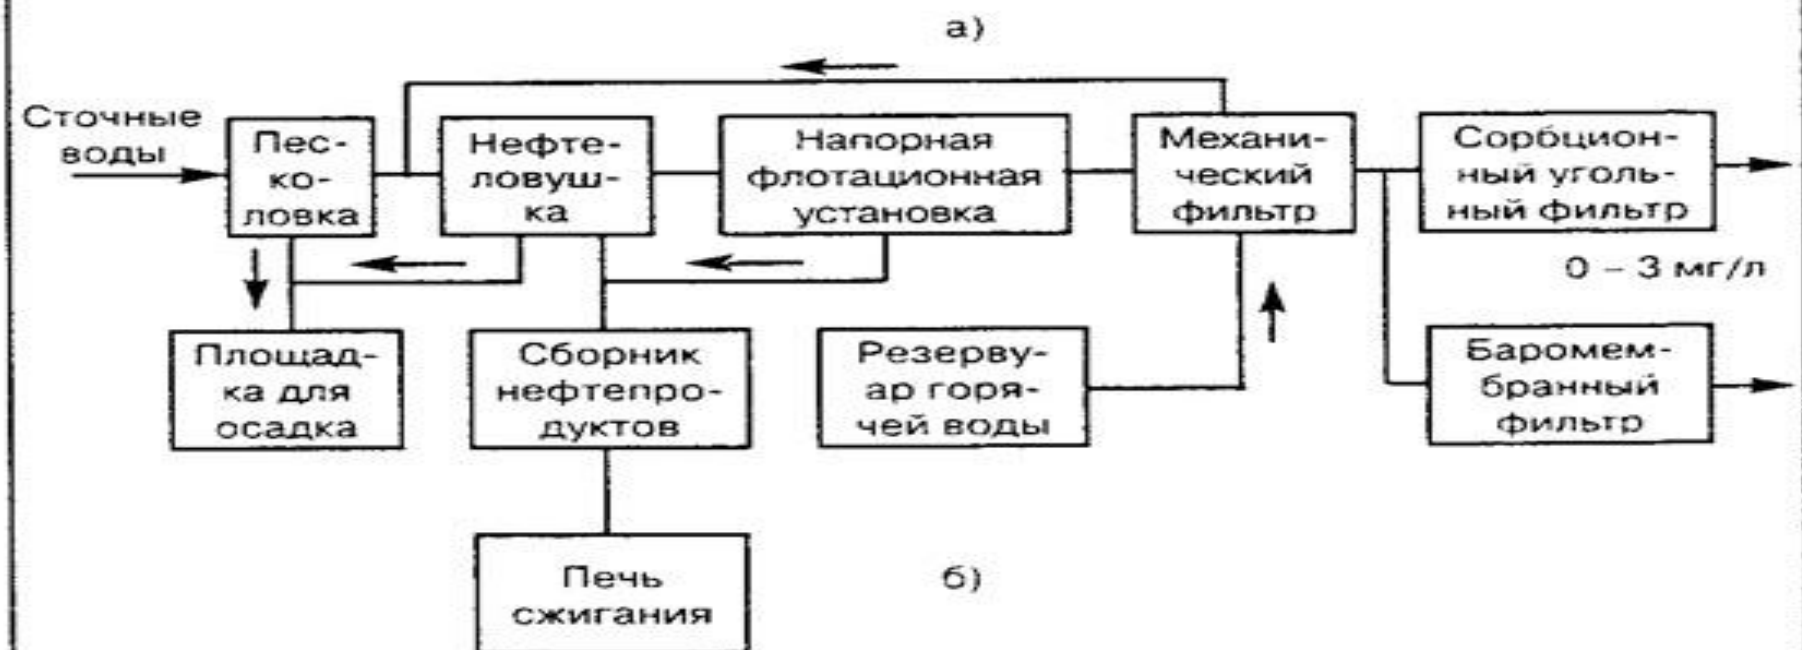 а)
Сточные
воды
Пес-
ко-
ловка
Нефте-
ловуш-
ка
Напорная
флотационная
установка
Механи-
ческий
фильтр
Сорбцион-
ный уголь-
ный фильтр
0 – 3 мг/л
Площад-
ка для
осадка
Сборник
нефтепро-
дуктов
Резерву-
ар горя-
чей воды
Баромем-
бранный
фильтр
Печь
сжигания
б)